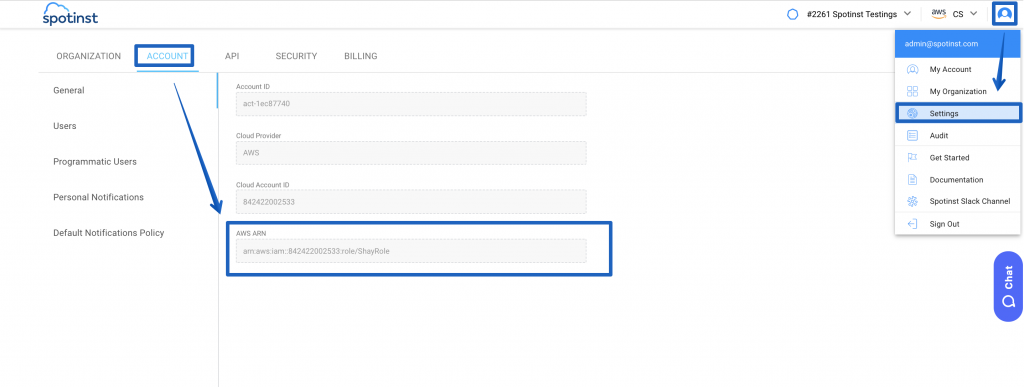 spotinst
#2261 Spotinst Testings
aws CS
admin@spotinst.com
My Account
My Organization
Settings
Audit
Get Started
Documentation
Spotinst Slack Channel
Sign Out
ORGANIZATION ACCOUNT API SECURITY BILLING
General
Users
Programmatic Users
Personal Notifications
Default Notifications Policy
Account ID
act-1ec87740
Cloud Provider
AWS
Cloud Account ID
842422002533
AWS ARN
arn:aws:iam::842422002533:role/ShayRole
Chat